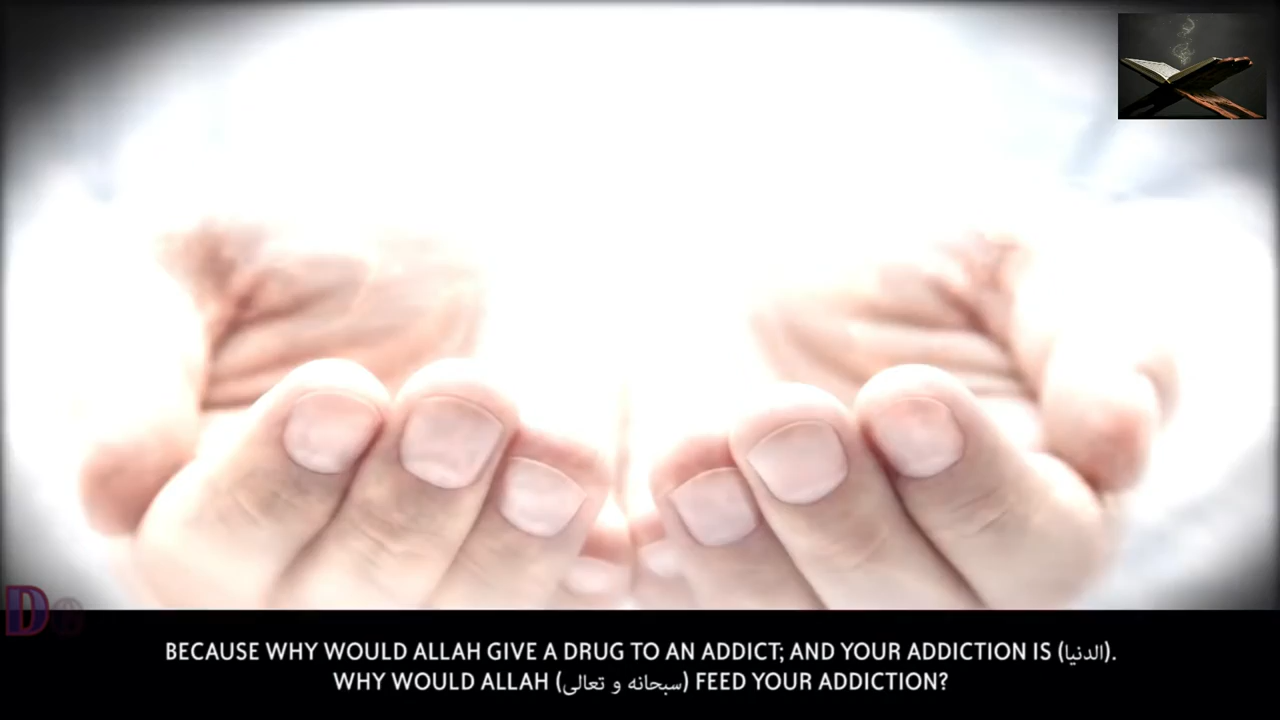 BECAUSE WHY WOULD ALLAH GIVE A DRUG TO AN ADDICT; AND YOUR ADDICTION IS (الدنيا).
WHY WOULD ALLAH (سبحانه و تعالى) FEED YOUR ADDICTION?
D